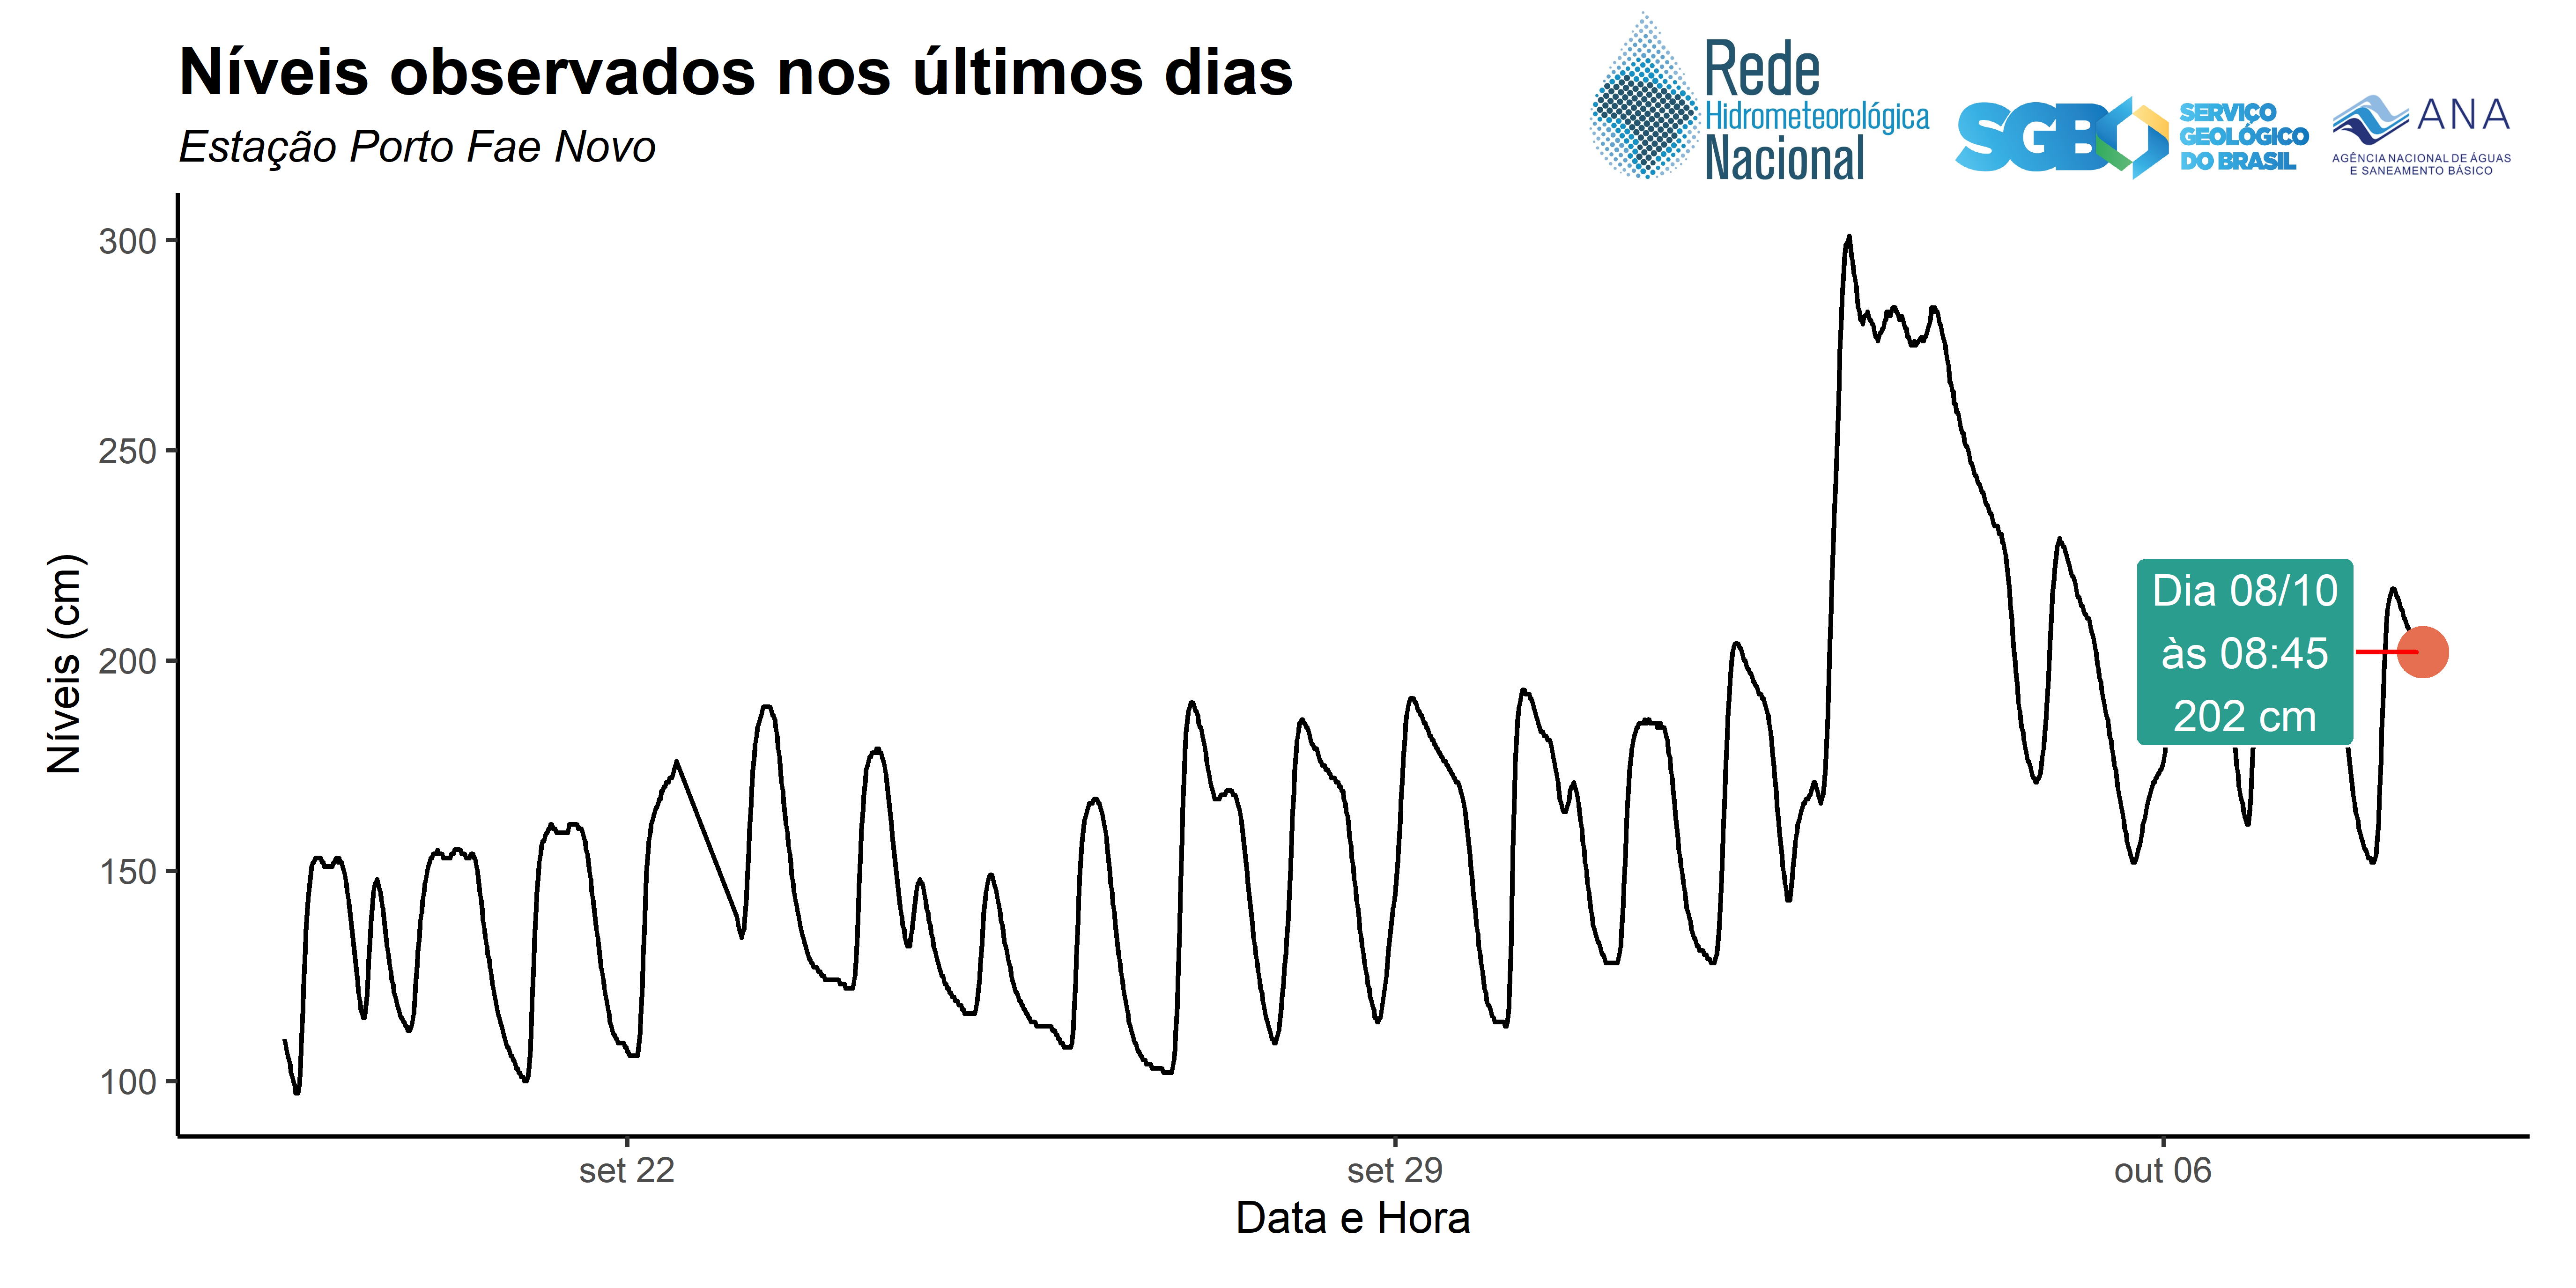 Níveis observados nos últimos dias
Estação Porto Fae Novo
Rede
Hidrometeorológica
Nacional
SGB
SERVIÇO
GEOLÓGICO
DO BRASIL
ANA
AGÊNCIA NACIONAL DE ÁGUAS
E SANEAMENTO BÁSICO
Níveis (cm)
300
250
200
150
100
Dia 08/10
às 08:45
202 cm
set 22
set 29
out 06
Data e Hora